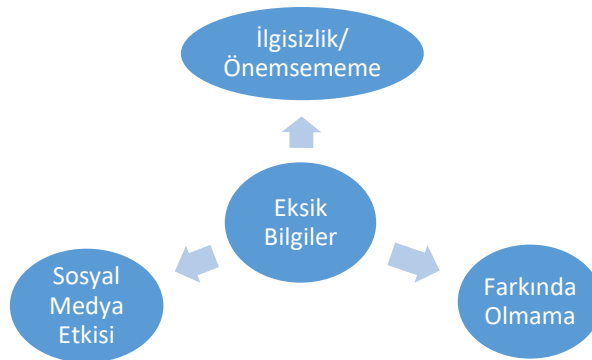 İlgisizlik/
Önemsememe
Eksik
Bilgiler
Sosyal
Medya
Etkisi
Farkında
Olmama